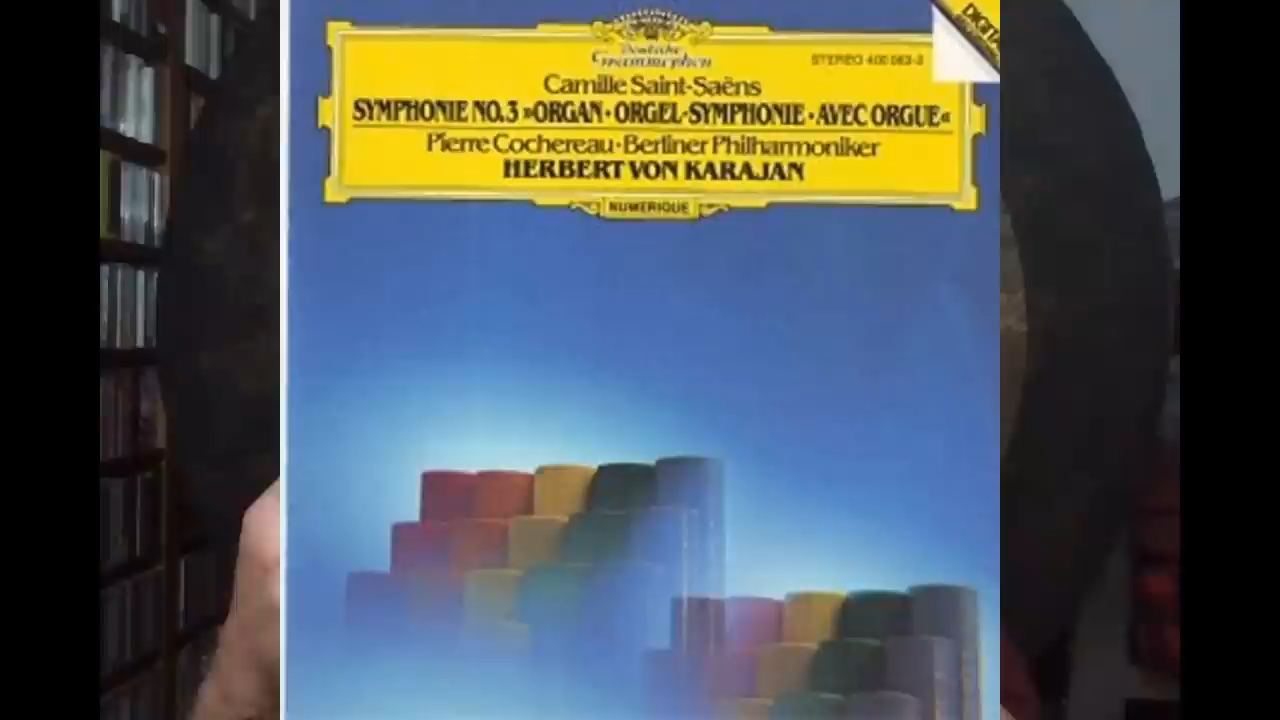 DIGITAL
Deutsche
Grammophon
STEREO 400 063-2
Camille Saint-Saëns
SYMPHONIE NO. 3 »ORGAN · ORGEL-SYMPHONIE · AVEC ORGUE«
Pierre Cochereau · Berliner Philharmoniker
HERBERT VON KARAJAN
NUMERIQUE